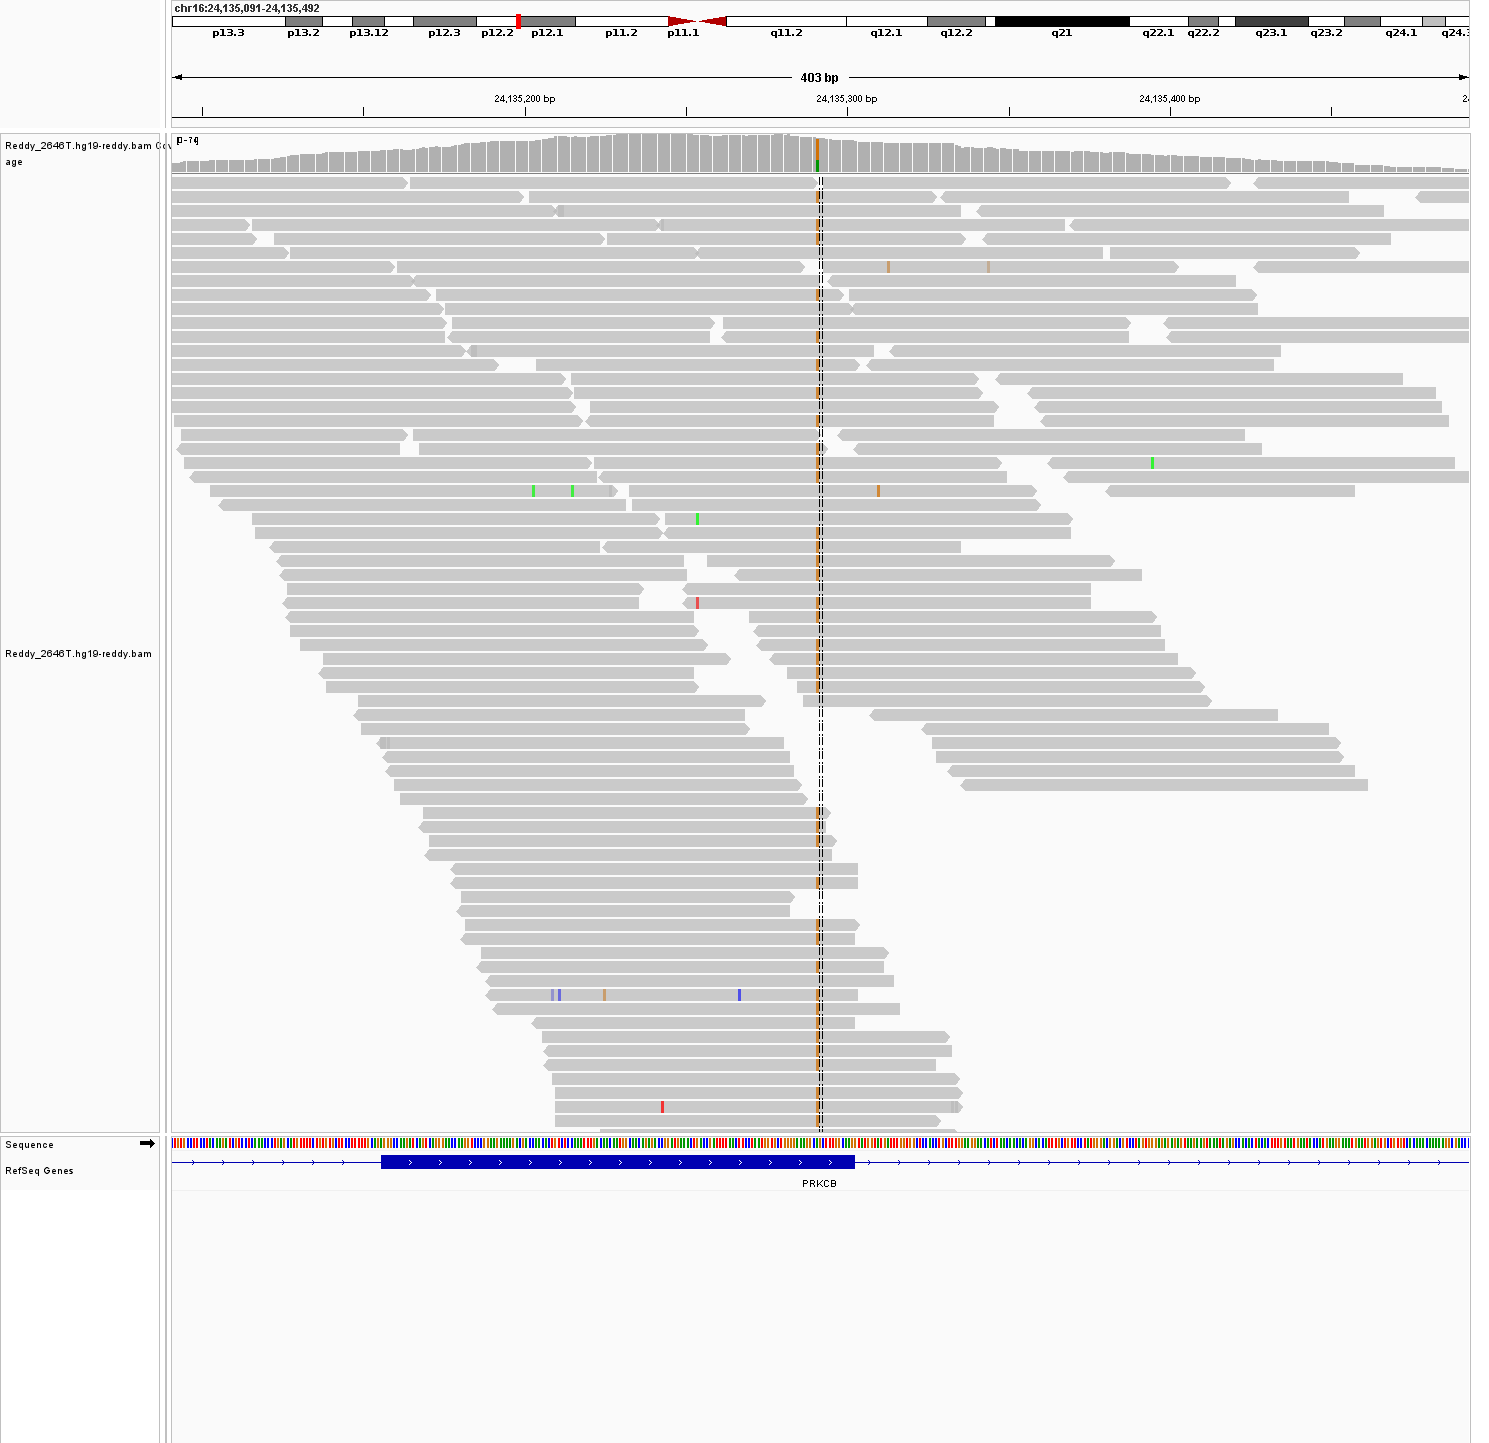 chr16:24,135,091-24,135,492
p13.3 p13.2 p13.12 p12.3 p12.2 p12.1 p11.2 p11.1 q11.2 q12.1 q12.2 q21 q22.1 q22.2 q23.1 q23.2 q24.1 q24.3
403 bp
24,135,200 bp 24,135,300 bp 24,135,400 bp 2
Reddy_2646T.hg19-reddy.bam Cov
age
[0-74]
Reddy_2646T.hg19-reddy.bam
Sequence
RefSeq Genes
PRKCB